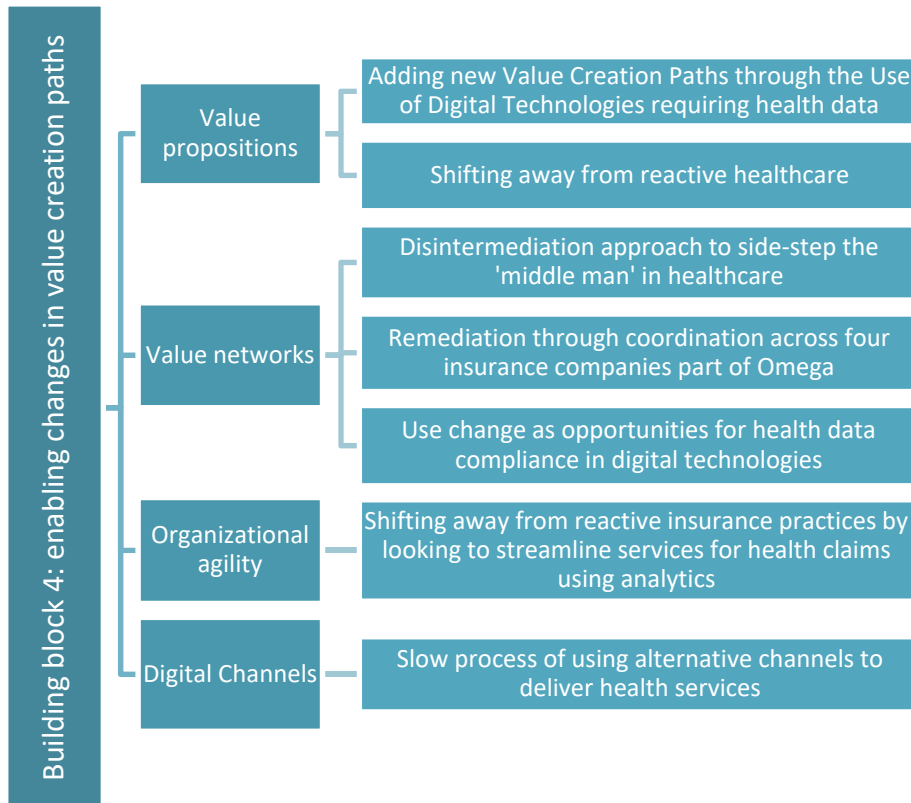 Building block 4: enabling changes in value creation paths
Value
propositions
Adding new Value Creation Paths through the Use
of Digital Technologies requiring health data
Shifting away from reactive healthcare
Value networks
Disintermediation approach to side-step the
'middle man' in healthcare
Remediation through coordination across four
insurance companies part of Omega
Use change as opportunities for health data
compliance in digital technologies
Organizational
agility
Shifting away from reactive insurance practices by
looking to streamline services for health claims
using analytics
Digital Channels
Slow process of using alternative channels to
deliver health services